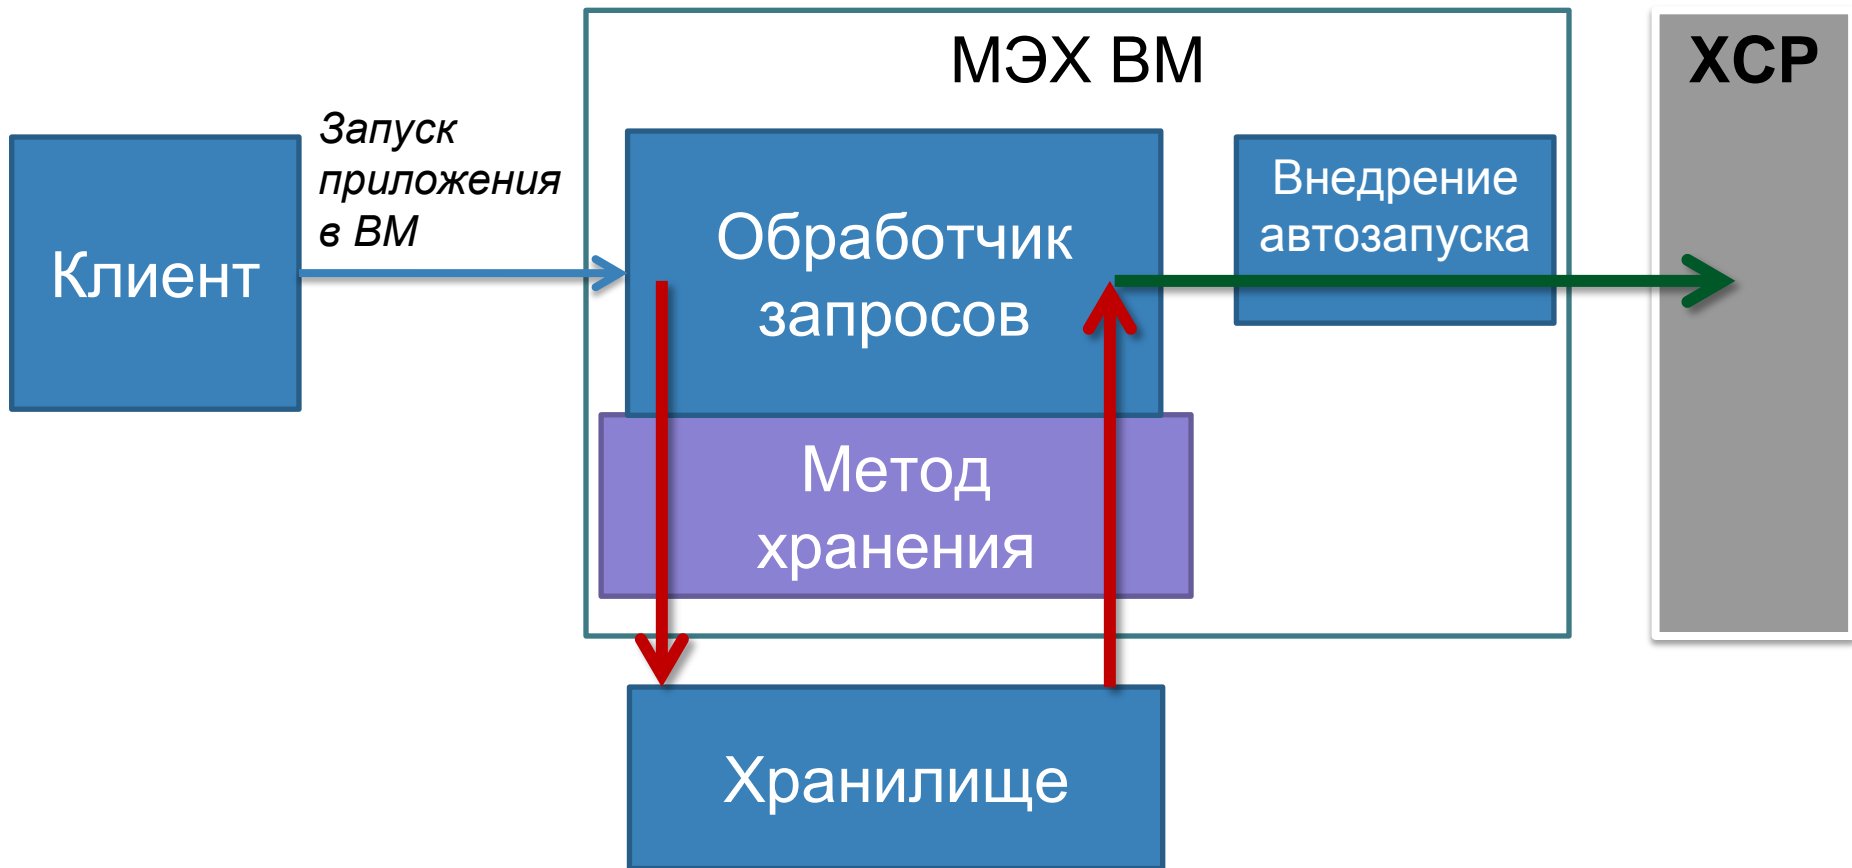 МЭХ ВМ
ХСР
Запуск
приложения
в ВМ
Клиент
Обработчик
запросов
Внедрение
автозапуска
Метод
хранения
Хранилище